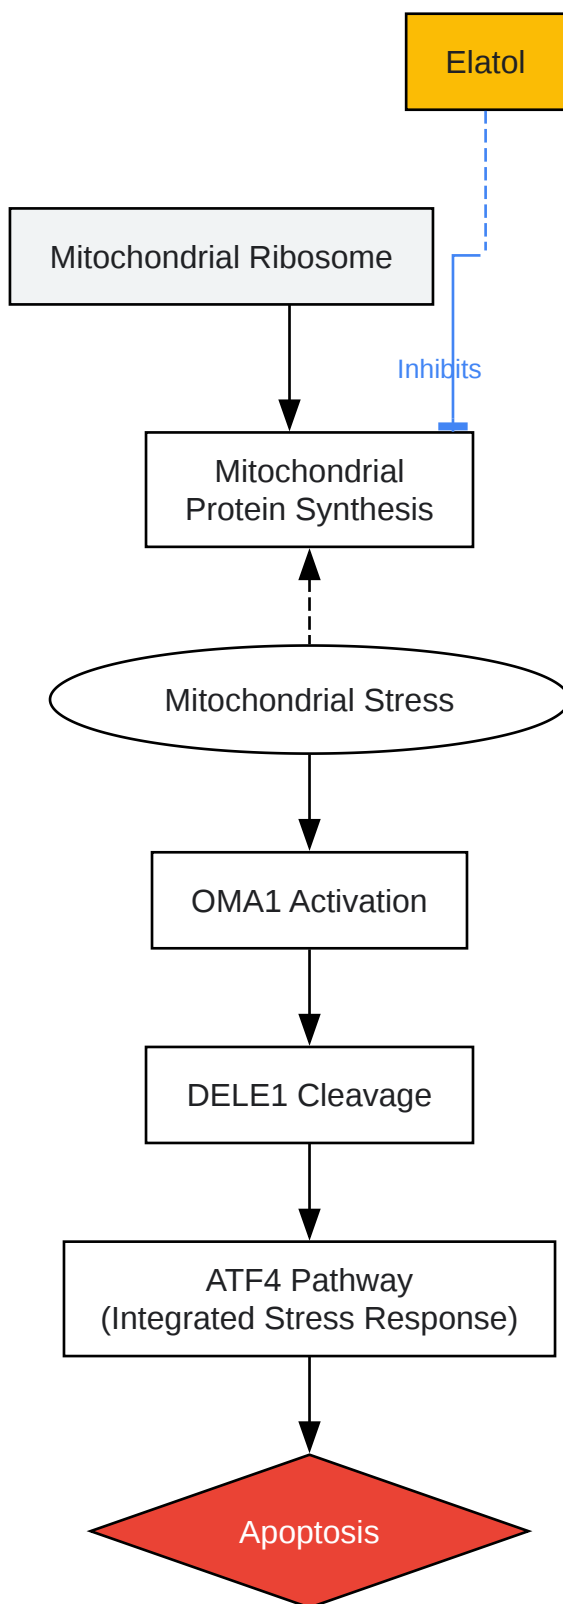 Elatol
Mitochondrial Ribosome
Inhibits
Mitochondrial
Protein Synthesis
Mitochondrial Stress
OMA1 Activation
DELE1 Cleavage
ATF4 Pathway
(Integrated Stress Response)
Apoptosis